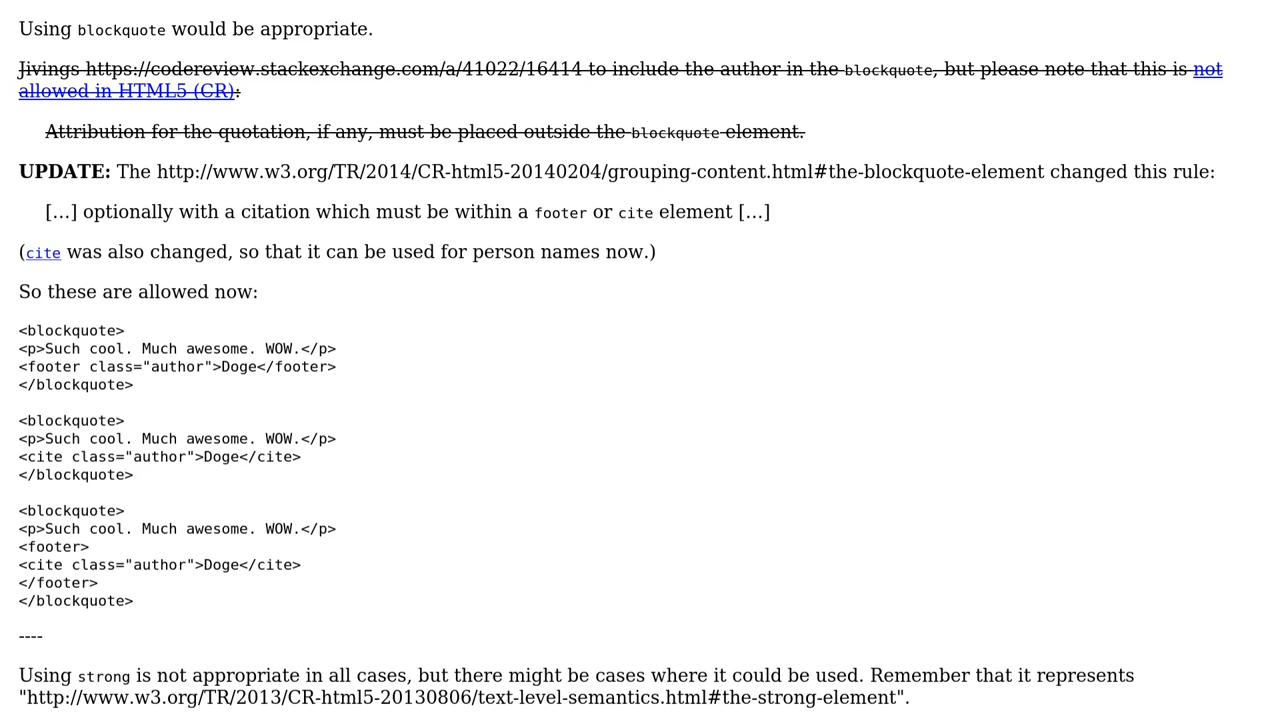 Using blockquote would be appropriate.
Jivings https://codereview.stackexchange.com/a/41022/16414 to include the author in the blockquote, but please note that this is not
allowed in HTML5 (CR):
Attribution for the quotation, if any, must be placed outside the blockquote element.
UPDATE: The http://www.w3.org/TR/2014/CR-html5-20140204/grouping-content.html#the-blockquote-element changed this rule:
[…] optionally with a citation which must be within a footer or cite element […]
(cite was also changed, so that it can be used for person names now.)
So these are allowed now:
<blockquote>
<p>Such cool. Much awesome. WOW.</p>
<footer class="author">Doge</footer>
</blockquote>
<blockquote>
<p>Such cool. Much awesome. WOW.</p>
<cite class="author">Doge</cite>
</blockquote>
<blockquote>
<p>Such cool. Much awesome. WOW.</p>
<footer>
<cite class="author">Doge</cite>
</footer>
</blockquote>
----
Using strong is not appropriate in all cases, but there might be cases where it could be used. Remember that it represents
"http://www.w3.org/TR/2013/CR-html5-20130806/text-level-semantics.html#the-strong-element".